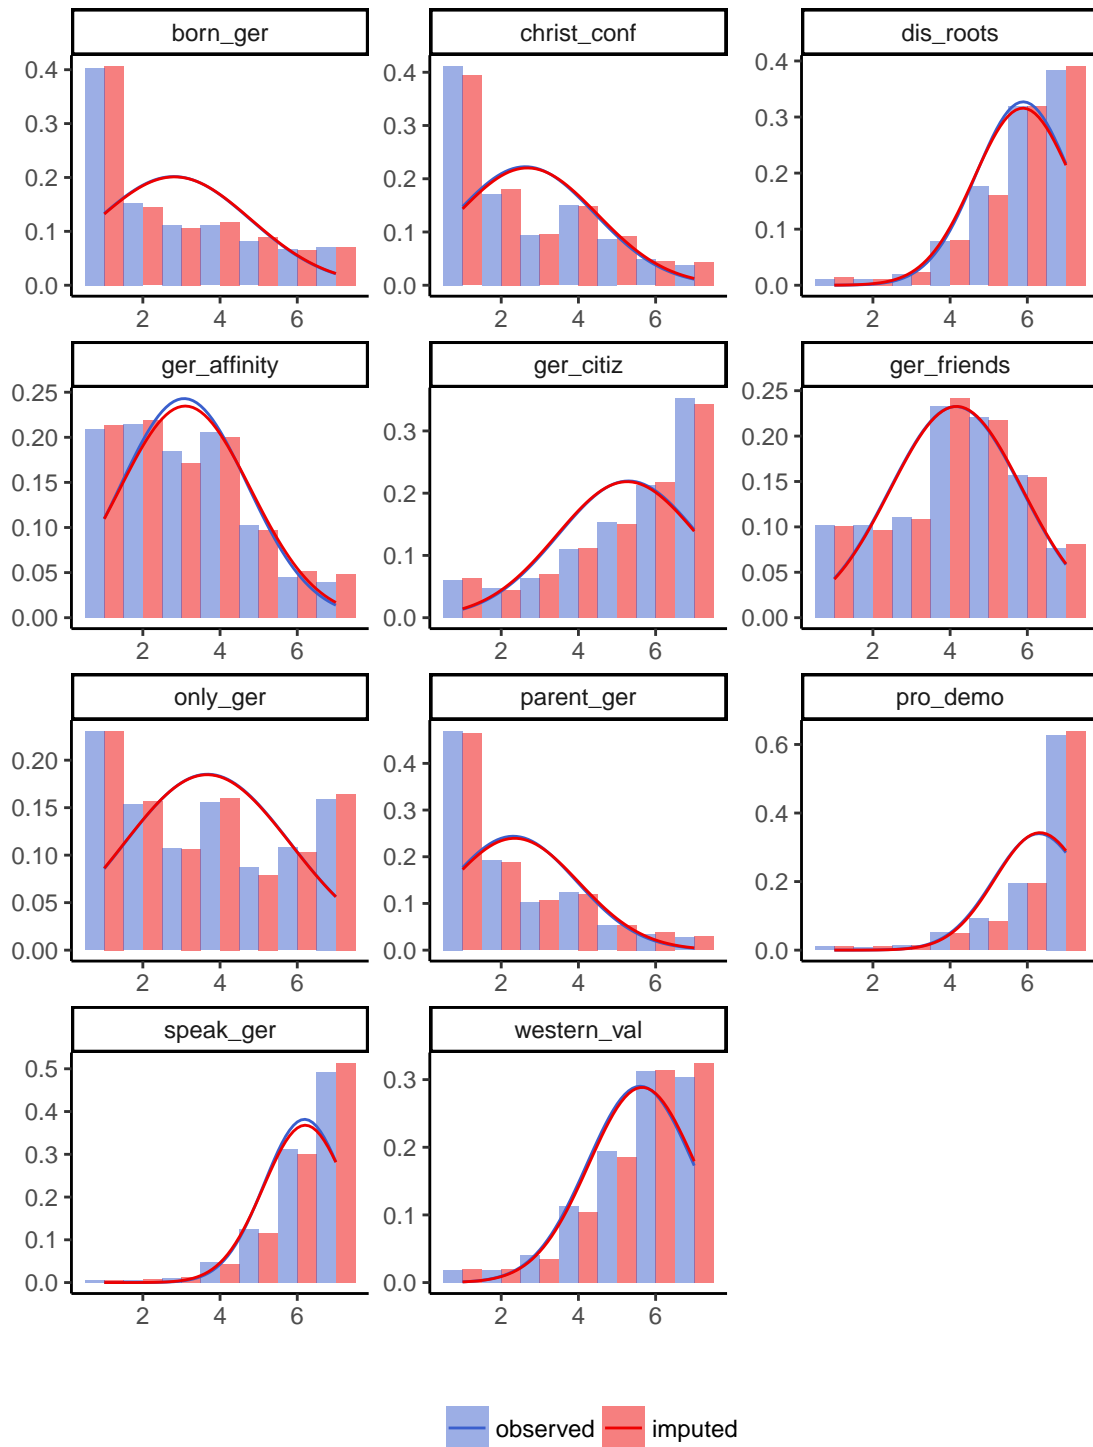 born_ger christ_conf dis_roots
0.4 0.4 0.4
0.3 0.3 0.3
0.2 0.2 0.2
0.1 0.1 0.1
0.0 0.0 0.0
2 4 6 2 4 6 2 4 6
ger_affinity ger_citiz ger_friends
0.25 0.25
0.20 0.3 0.20
0.15 0.2 0.15
0.10 0.1 0.10
0.05 0.05
0.00 0.0 0.00
2 4 6 2 4 6 2 4 6
only_ger parent_ger pro_demo
0.20 0.4 0.6
0.15 0.3 0.4
0.10 0.2 0.2
0.05 0.1
0.00 0.0 0.0
2 4 6 2 4 6 2 4 6
speak_ger western_val
0.5 0.3
0.4
0.3 0.2
0.2 0.1
0.1
0.0 0.0
2 4 6 2 4 6
observed imputed